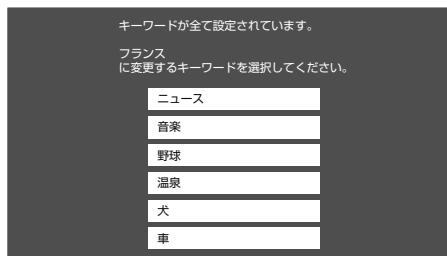 キーワードが全て設定されています。
フランス
に変更するキーワードを選択してください。
ニュース
音楽
野球
温泉
犬
車